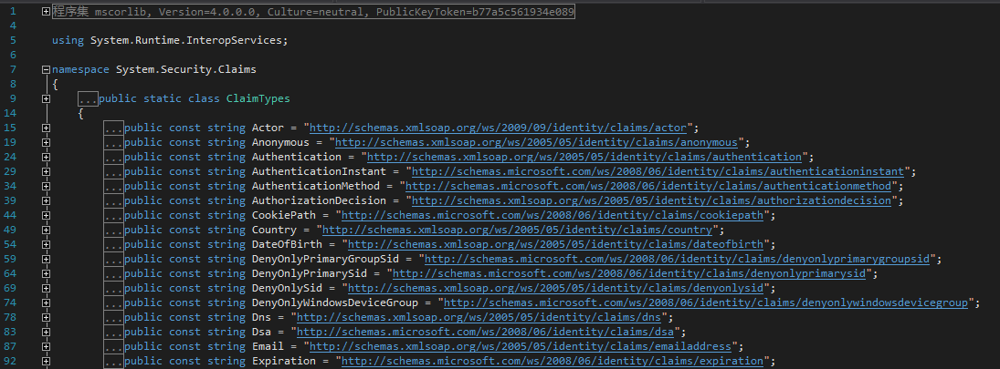 1 程序集 mscorlib, Version=4.0.0.0, Culture=neutral, PublicKeyToken=b77a5c561934e089
4
5 using System.Runtime.InteropServices;
6
7 namespace System.Security.Claims
8 {
9 ...public static class ClaimTypes
14 {
15 ...public const string Actor = "http://schemas.xmlsoap.org/ws/2009/09/identity/claims/actor";
19 ...public const string Anonymous = "http://schemas.xmlsoap.org/ws/2005/05/identity/claims/anonymous";
24 ...public const string Authentication = "http://schemas.xmlsoap.org/ws/2005/05/identity/claims/authentication";
29 ...public const string AuthenticationInstant = "http://schemas.microsoft.com/ws/2008/06/identity/claims/authenticationinstant";
34 ...public const string AuthenticationMethod = "http://schemas.microsoft.com/ws/2008/06/identity/claims/authenticationmethod";
39 ...public const string AuthorizationDecision = "http://schemas.xmlsoap.org/ws/2005/05/identity/claims/authorizationdecision";
44 ...public const string CookiePath = "http://schemas.microsoft.com/ws/2008/06/identity/claims/cookiepath";
49 ...public const string Country = "http://schemas.xmlsoap.org/ws/2005/05/identity/claims/country";
54 ...public const string DateOfBirth = "http://schemas.xmlsoap.org/ws/2005/05/identity/claims/dateofbirth";
59 ...public const string DenyOnlyPrimaryGroupSid = "http://schemas.microsoft.com/ws/2008/06/identity/claims/denyonlyprimarygroupsid";
64 ...public const string DenyOnlyPrimarySid = "http://schemas.microsoft.com/ws/2008/06/identity/claims/denyonlyprimarysid";
69 ...public const string DenyOnlySid = "http://schemas.xmlsoap.org/ws/2005/05/identity/claims/denyonlysid";
74 ...public const string DenyOnlyWindowsDeviceGroup = "http://schemas.microsoft.com/ws/2008/06/identity/claims/denyonlywindowsdevicegroup";
78 ...public const string Dns = "http://schemas.xmlsoap.org/ws/2005/05/identity/claims/dns";
83 ...public const string Dsa = "http://schemas.microsoft.com/ws/2008/06/identity/claims/dsa";
87 ...public const string Email = "http://schemas.xmlsoap.org/ws/2005/05/identity/claims/emailaddress";
92 ...public const string Expiration = "http://schemas.microsoft.com/ws/2008/06/identity/claims/expiration";